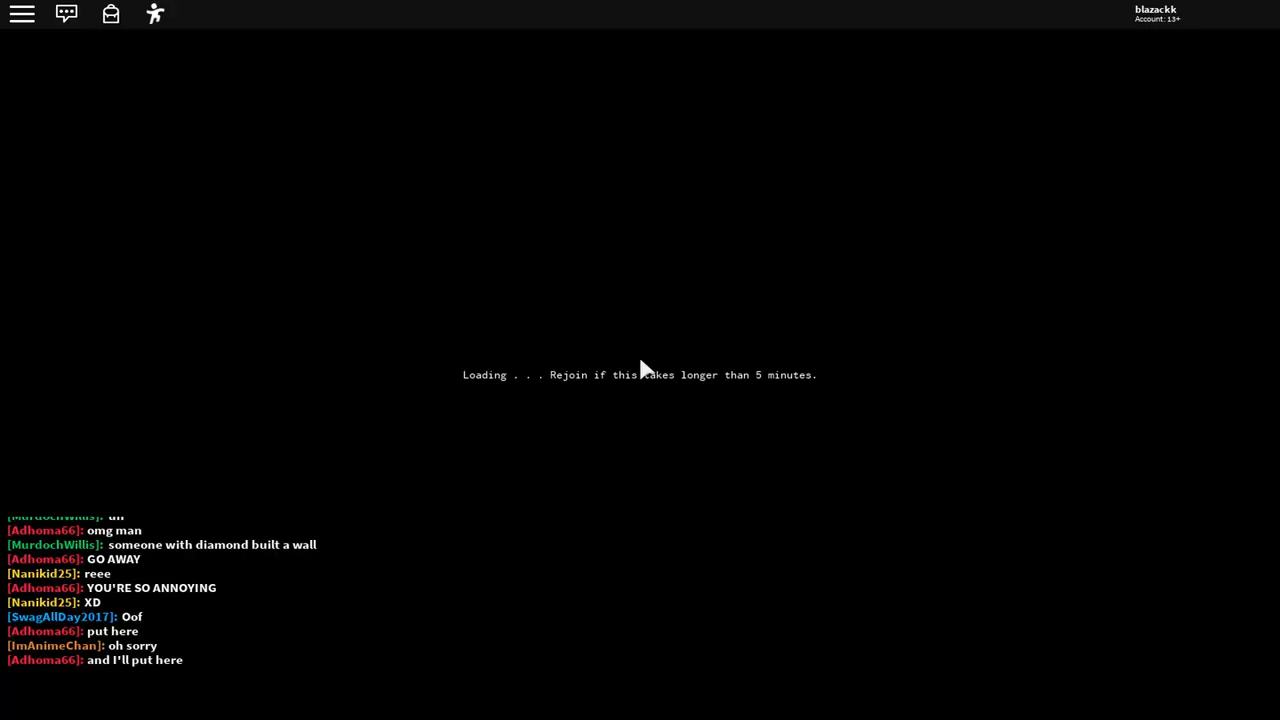 blazackk
Account: 13+
Loading . . . Rejoin if this takes longer than 5 minutes.
[MurdochWillis]: uh
[Adhoma66]: omg man
[MurdochWillis]: someone with diamond built a wall
[Adhoma66]: GO AWAY
[Nanikid25]: reee
[Adhoma66]: YOU'RE SO ANNOYING
[Nanikid25]: XD
[SwagAllDay2017]: Oof
[Adhoma66]: put here
[ImAnimeChan]: oh sorry
[Adhoma66]: and I'll put here